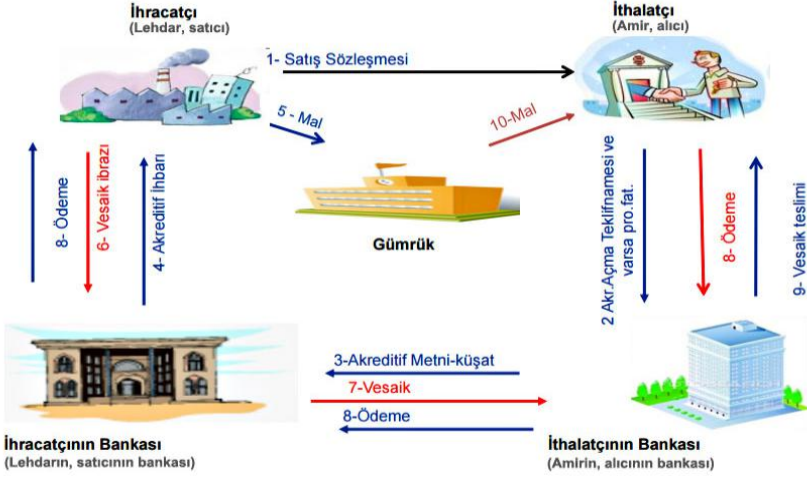 İhracatçı
(Lehdar, satıcı)
İthalatçı
(Amir, alıcı)
1- Satış Sözleşmesi
5 - Mal
10-Mal
Gümrük
8- Ödeme
6- Vesaik ibrazı
4- Akreditif İhbarı
2 Akr.Açma Teklifnamesi ve
varsa pro.fat.
8- Ödeme
9- Vesaik teslimi
3-Akreditif Metni-küşat
7-Vesaik
8-Ödeme
İhracatçının Bankası
(Lehdarın, satıcının bankası)
İthalatçının Bankası
(Amirin, alıcının bankası)